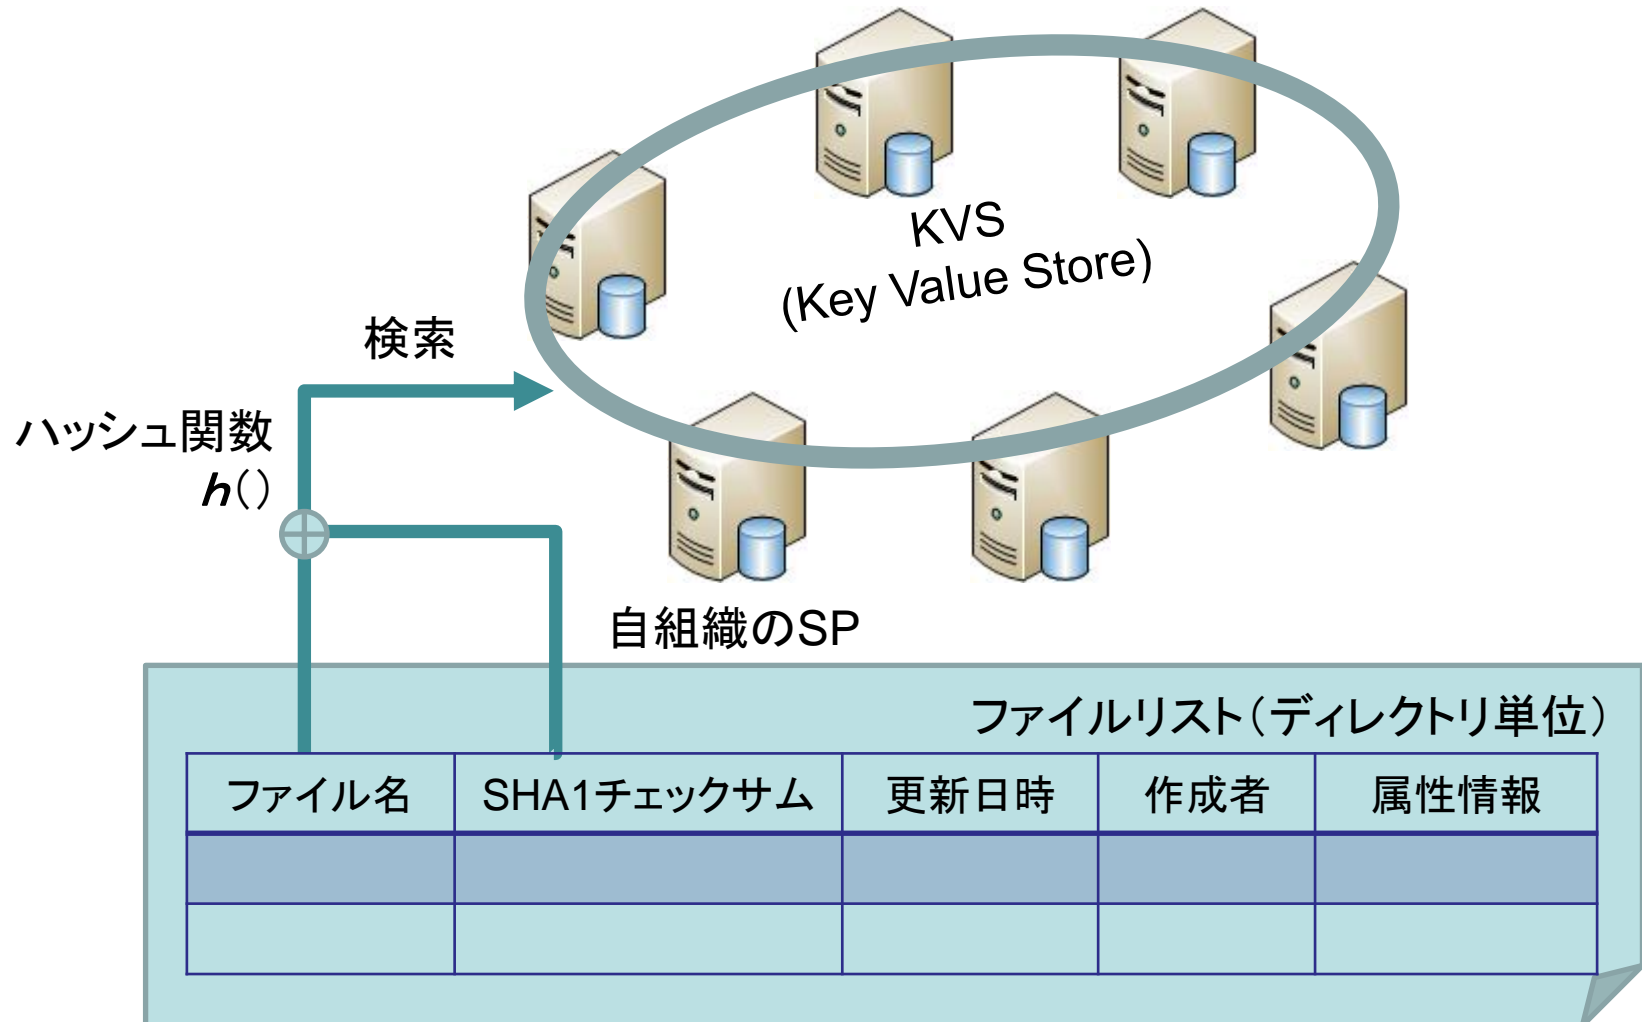 KVS
(Key Value Store)
検索
ハッシュ関数
h()
自組織のSP
ファイルリスト（ディレクトリ単位）
ファイル名 SHA1チェックサム 更新日時 作成者 属性情報